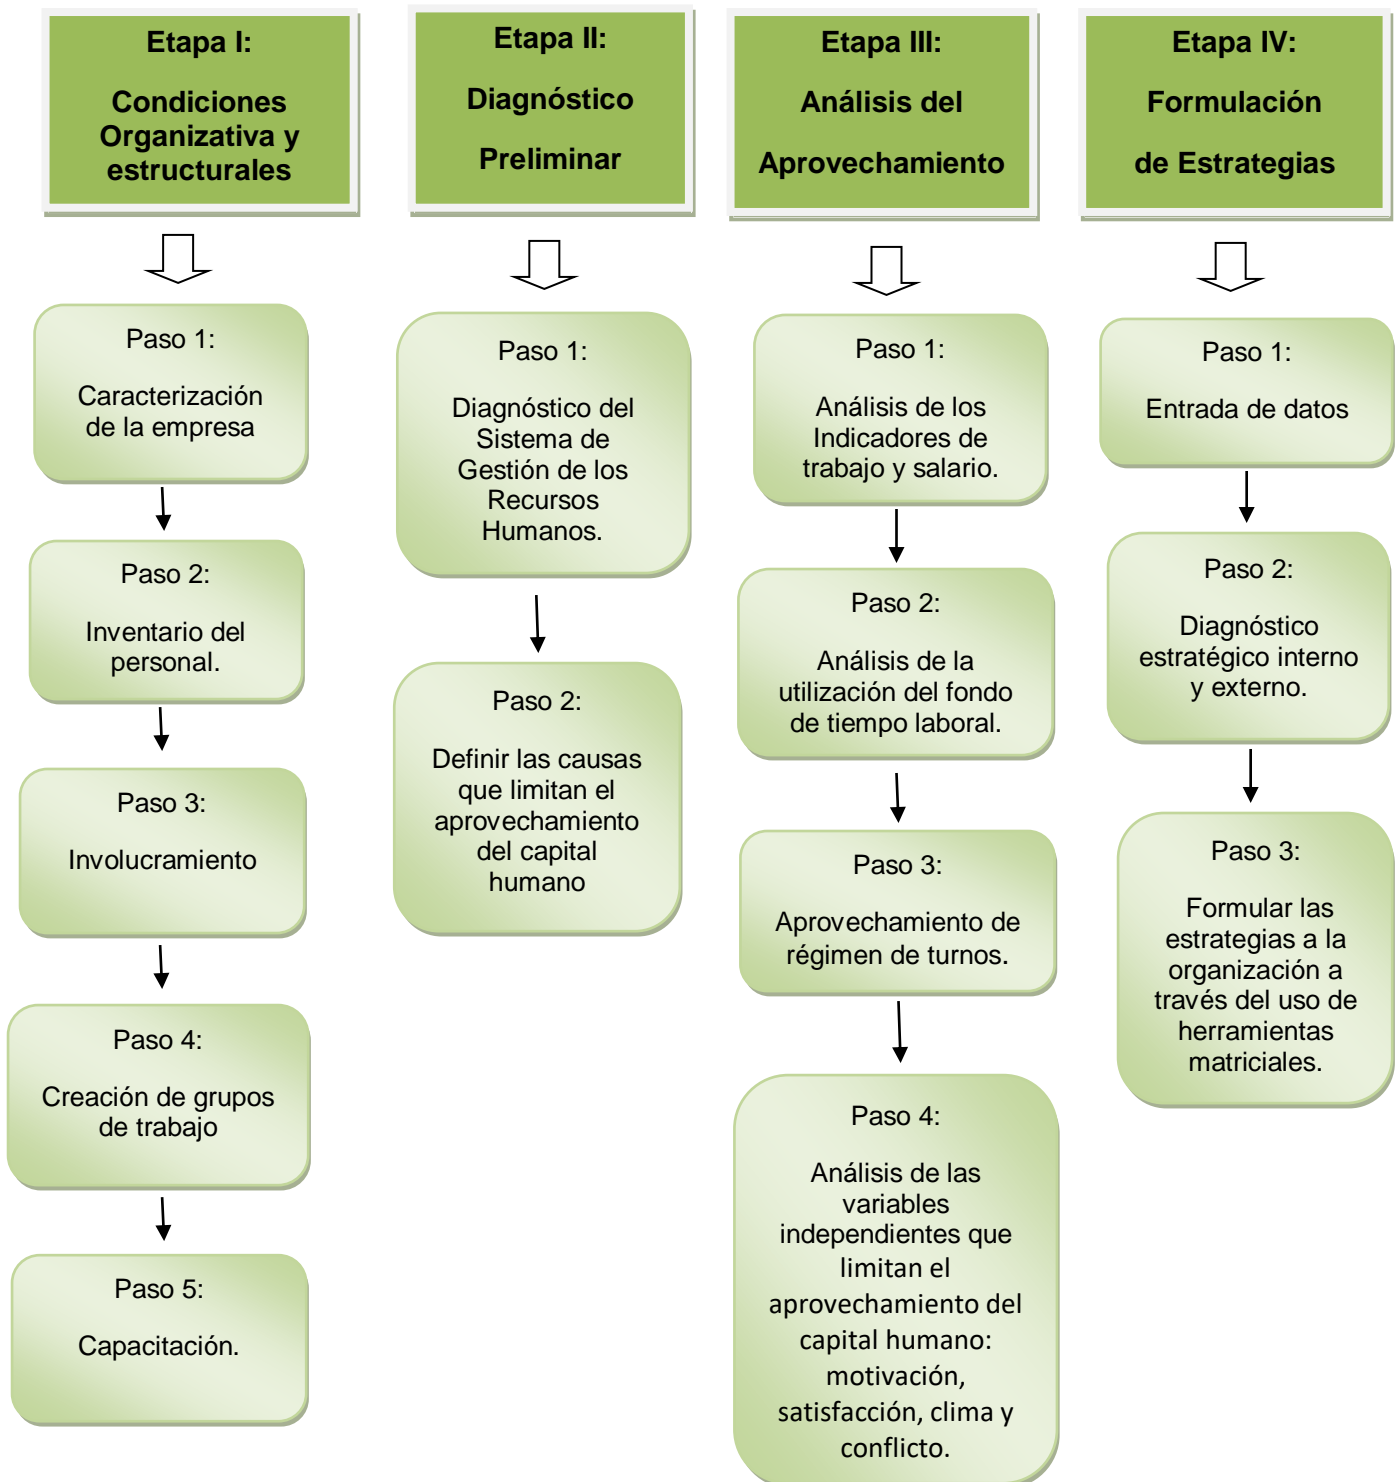 Etapa I:
Condiciones
Organizativa y
estructurales
Paso 1:
Caracterización
de la empresa
Paso 2:
Inventario del
personal.
Paso 3:
Involucramiento
Paso 4:
Creación de grupos
de trabajo
Paso 5:
Capacitación.
Etapa II:
Diagnóstico
Preliminar
Paso 1:
Diagnóstico del
Sistema de
Gestión de los
Recursos
Humanos.
Paso 2:
Definir las causas
que limitan el
aprovechamiento
del capital
humano
Etapa III:
Análisis del
Aprovechamiento
Paso 1:
Análisis de los
Indicadores de
trabajo y salario.
Paso 2:
Análisis de la
utilización del fondo
de tiempo laboral.
Paso 3:
Aprovechamiento de
régimen de turnos.
Paso 4:
Análisis de las
variables
independientes que
limitan el
aprovechamiento del
capital humano:
motivación,
satisfacción, clima y
conflicto.
Etapa IV:
Formulación
de Estrategias
Paso 1:
Entrada de datos
Paso 2:
Diagnóstico
estratégico interno
y externo.
Paso 3:
Formular las
estrategias a la
organización a
través del uso de
herramientas
matriciales.